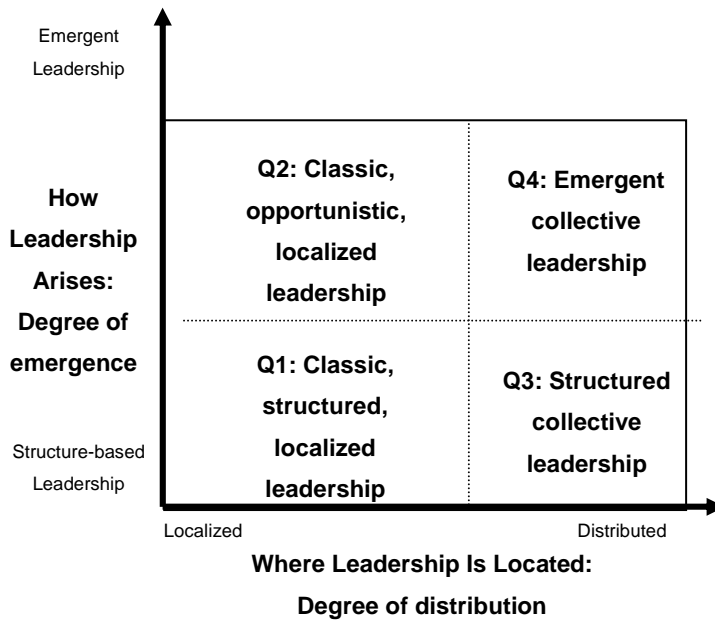 Emergent
Leadership
How
Leadership
Arises:
Degree of
emergence
Structure-based
Leadership
Q2: Classic,
opportunistic,
localized
leadership
Q4: Emergent
collective
leadership
Q1: Classic,
structured,
localized
leadership
Q3: Structured
collective
leadership
Localized
Distributed
Where Leadership Is Located:
Degree of distribution